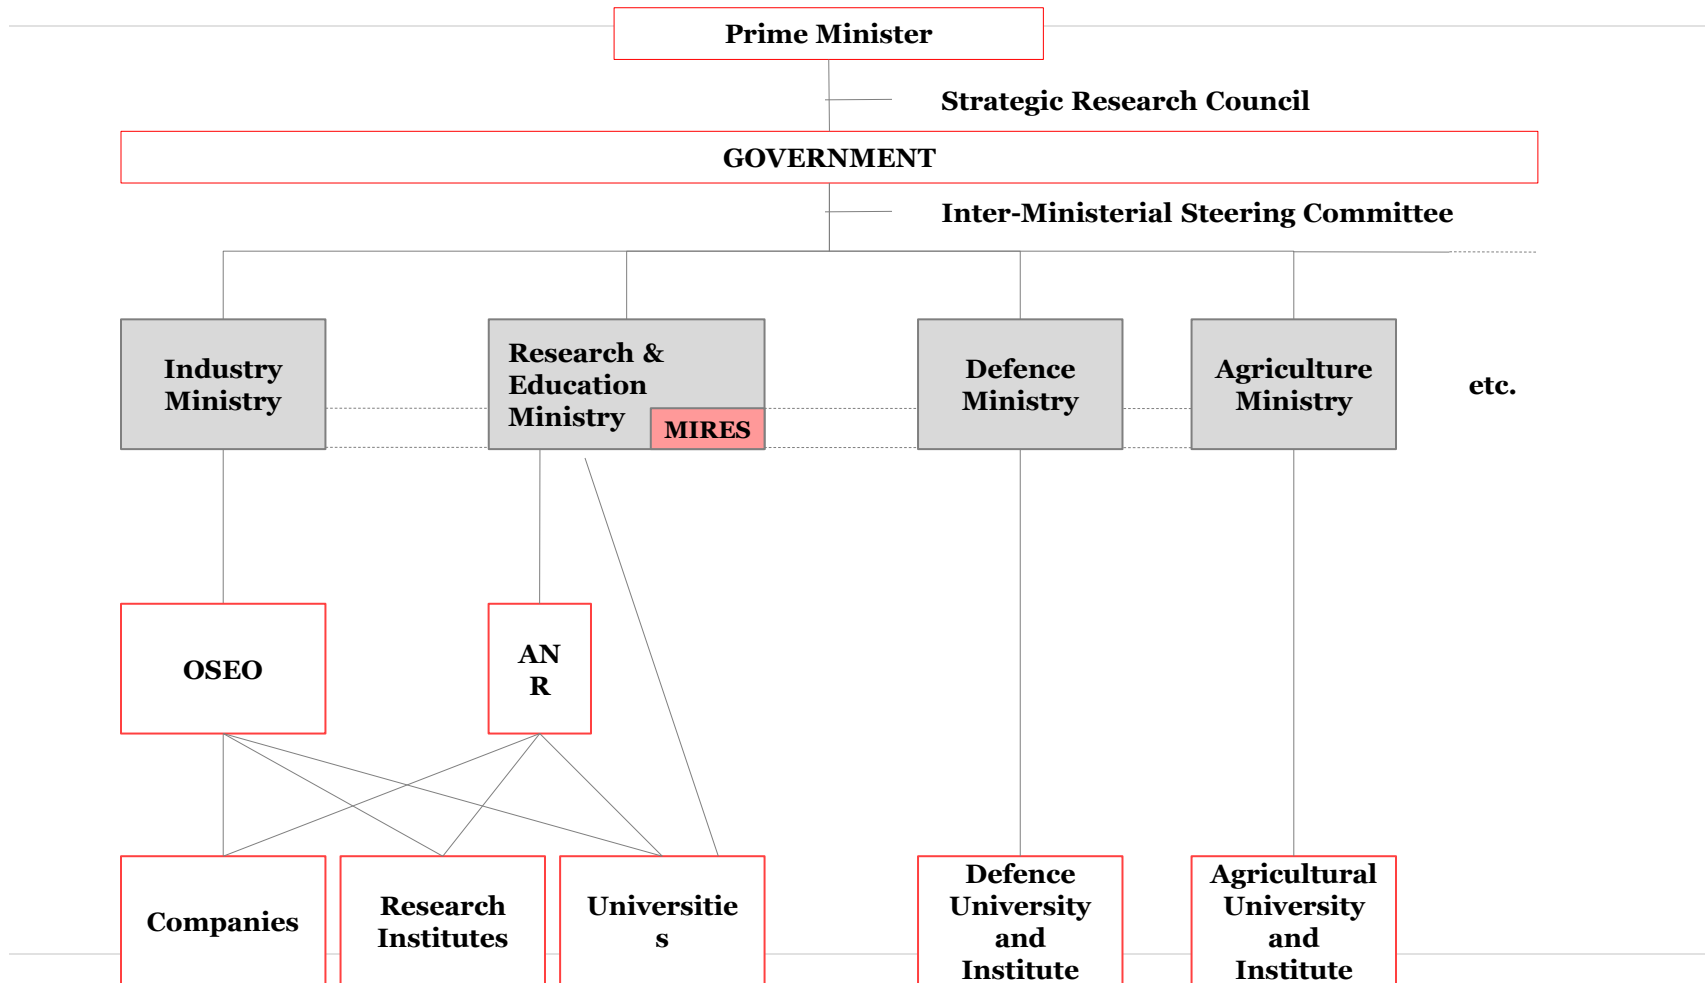 Prime Minister
Strategic Research Council
GOVERNMENT
Inter-Ministerial Steering Committee
Industry
Ministry
Research &
Education
Ministry
MIRES
Defence
Ministry
Agriculture
Ministry
etc.
OSEO
AN
R
Companies
Research
Institutes
Universitie
s
Defence
University
and
Institute
Agricultural
University
and
Institute